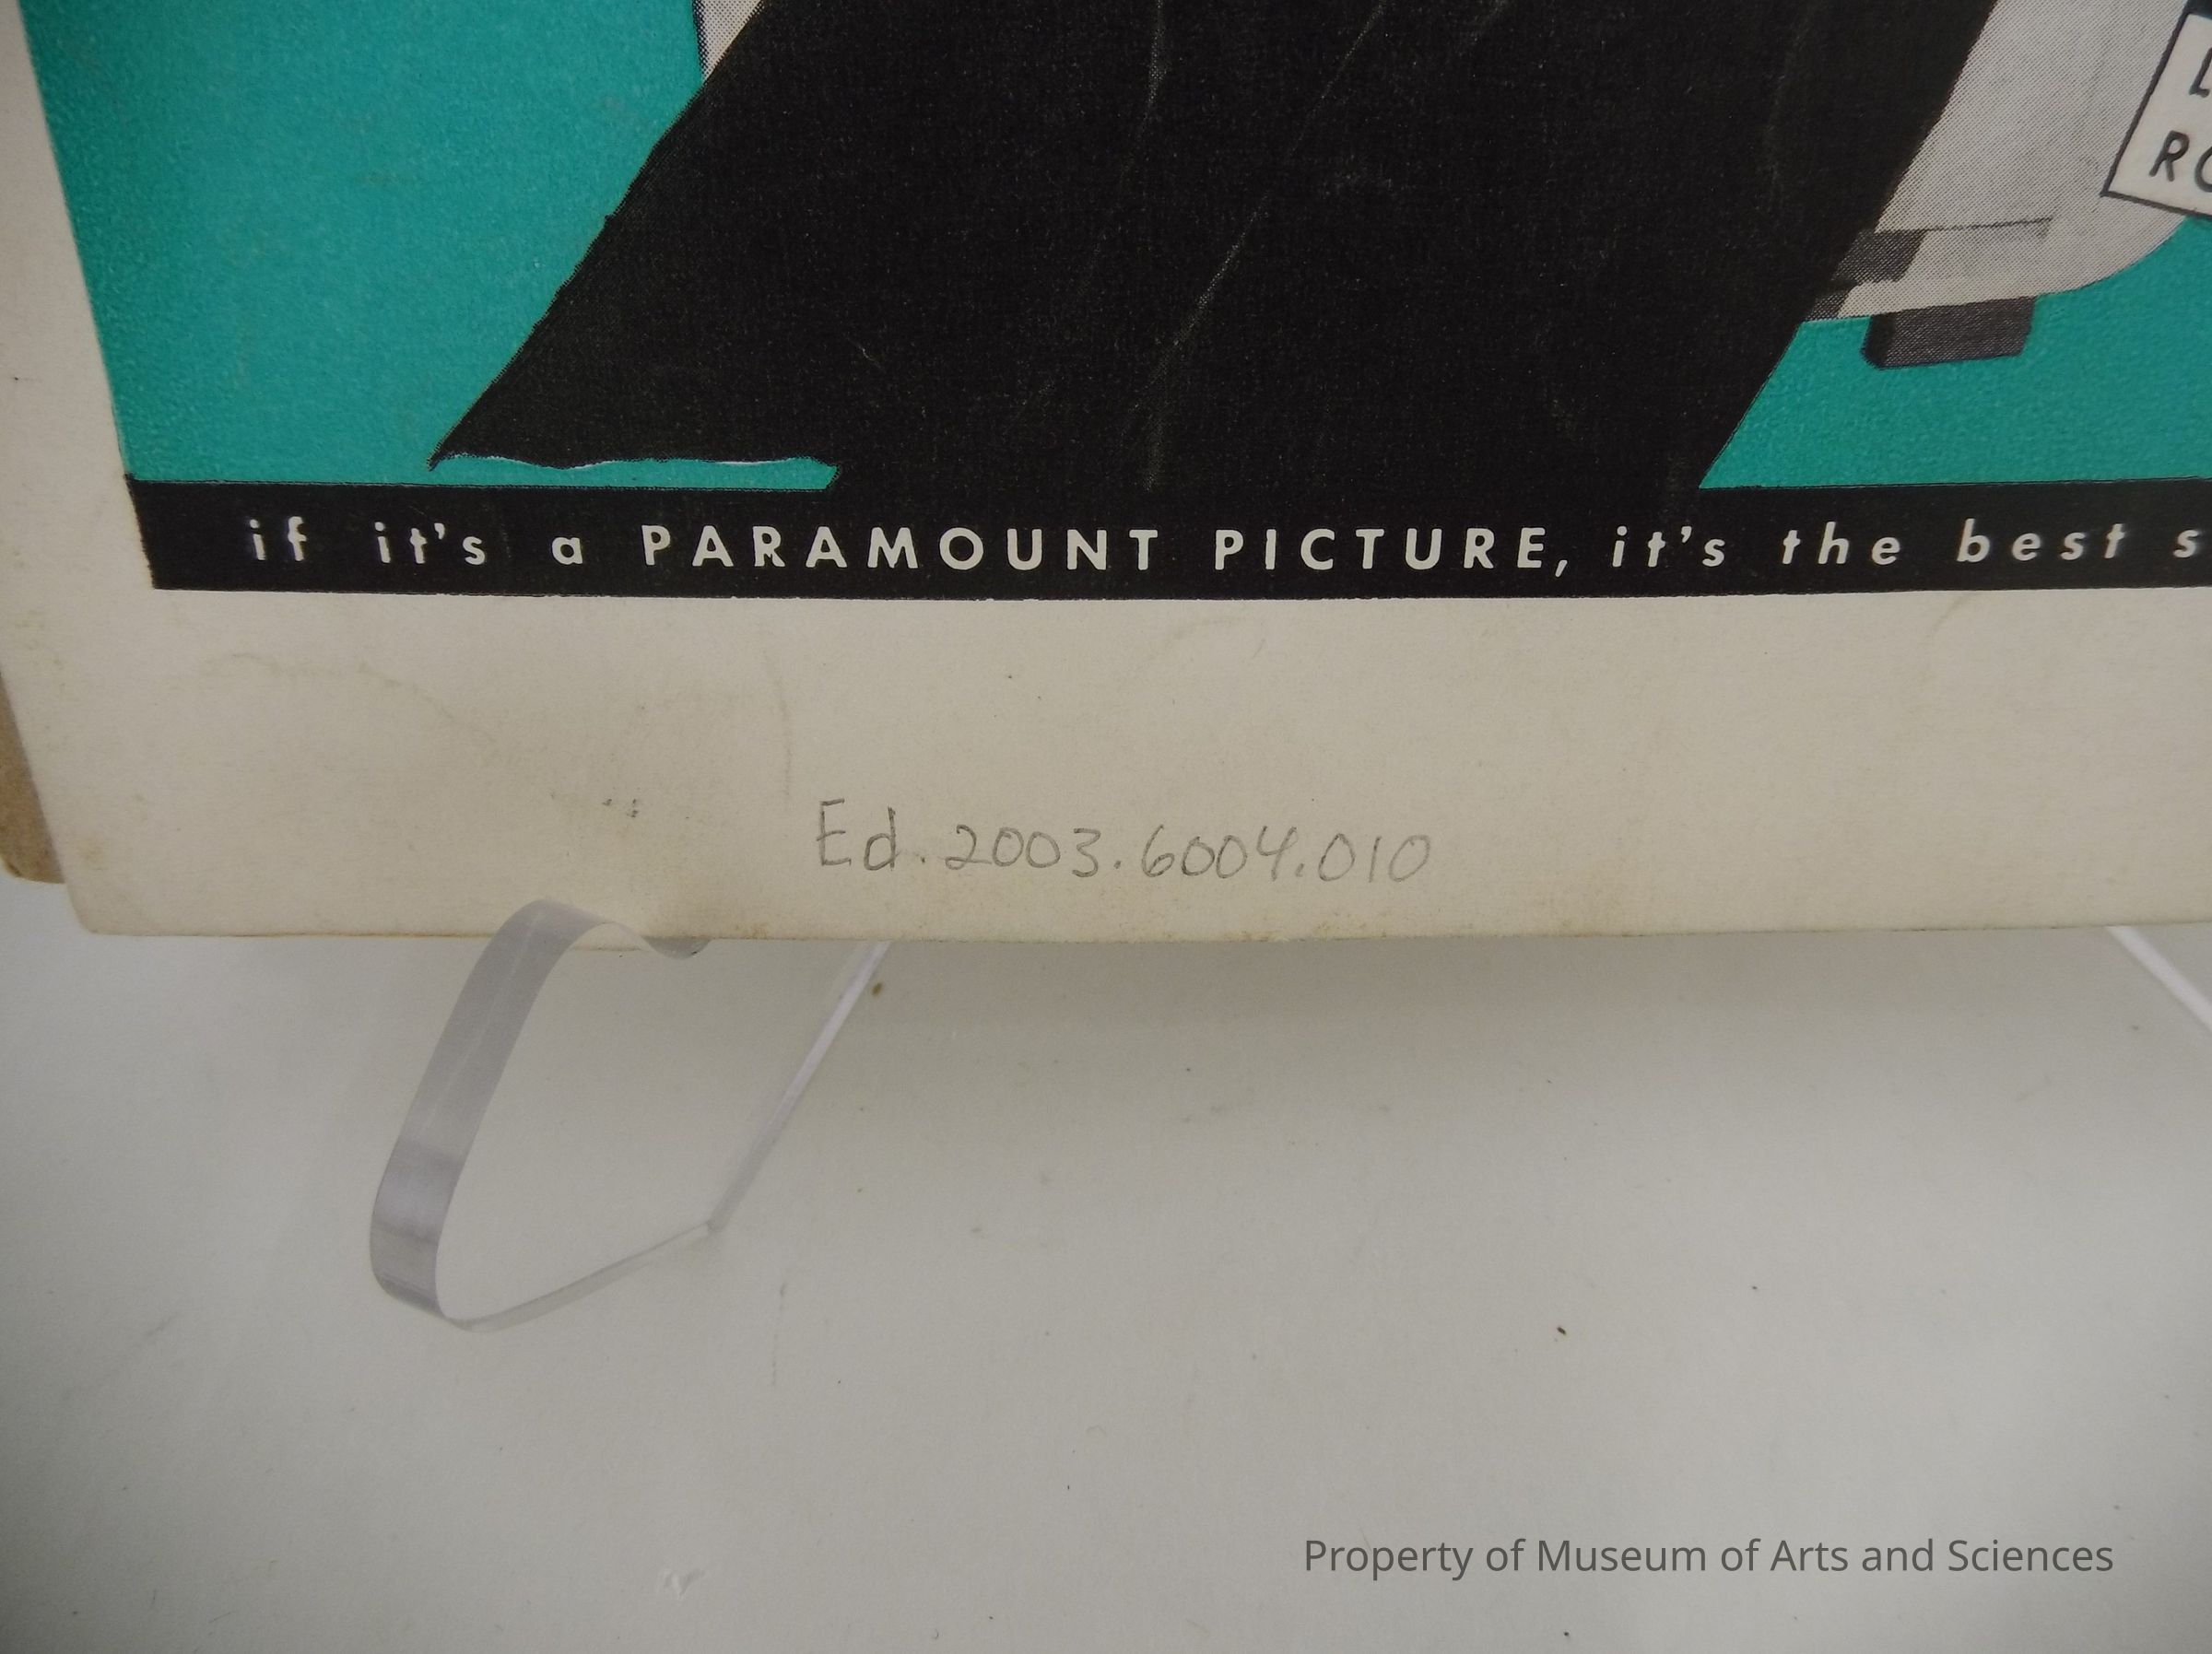 if it's a PARAMOUNT PICTURE, it's the best
Ed.2003.6004.010
Property of Museum of Arts and Sciences